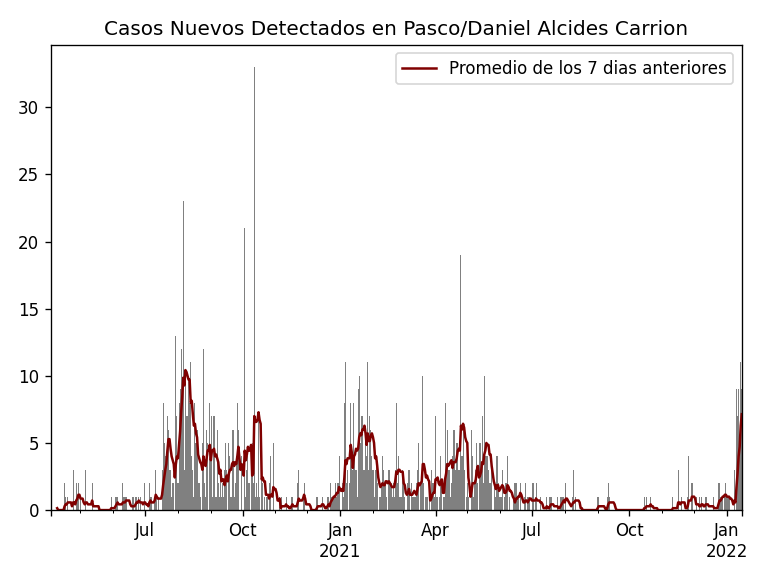 Casos Nuevos Detectados en Pasco/Daniel Alcides Carrion
Promedio de los 7 dias anteriores
30
25
20
15
10
5
0
Jul Oct Jan Apr Jul Oct Jan
2021 2022